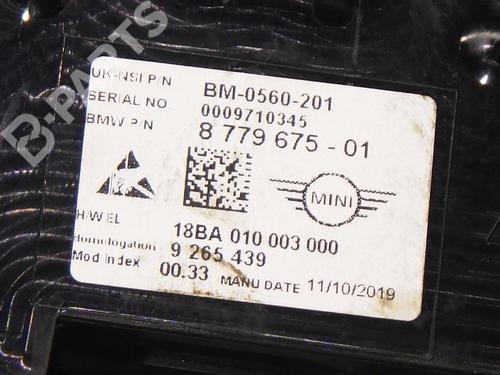 UK-NSI P/N BM-0560-201
SERIAL NO. 0009710345
BMW P/N 8 779 675 - 01
MINI
H/W EL 18BA 010 003 000
Homologation 9 265 439
Mod Index 00.33 MANU DATE 11/10/2019
B-PARTS